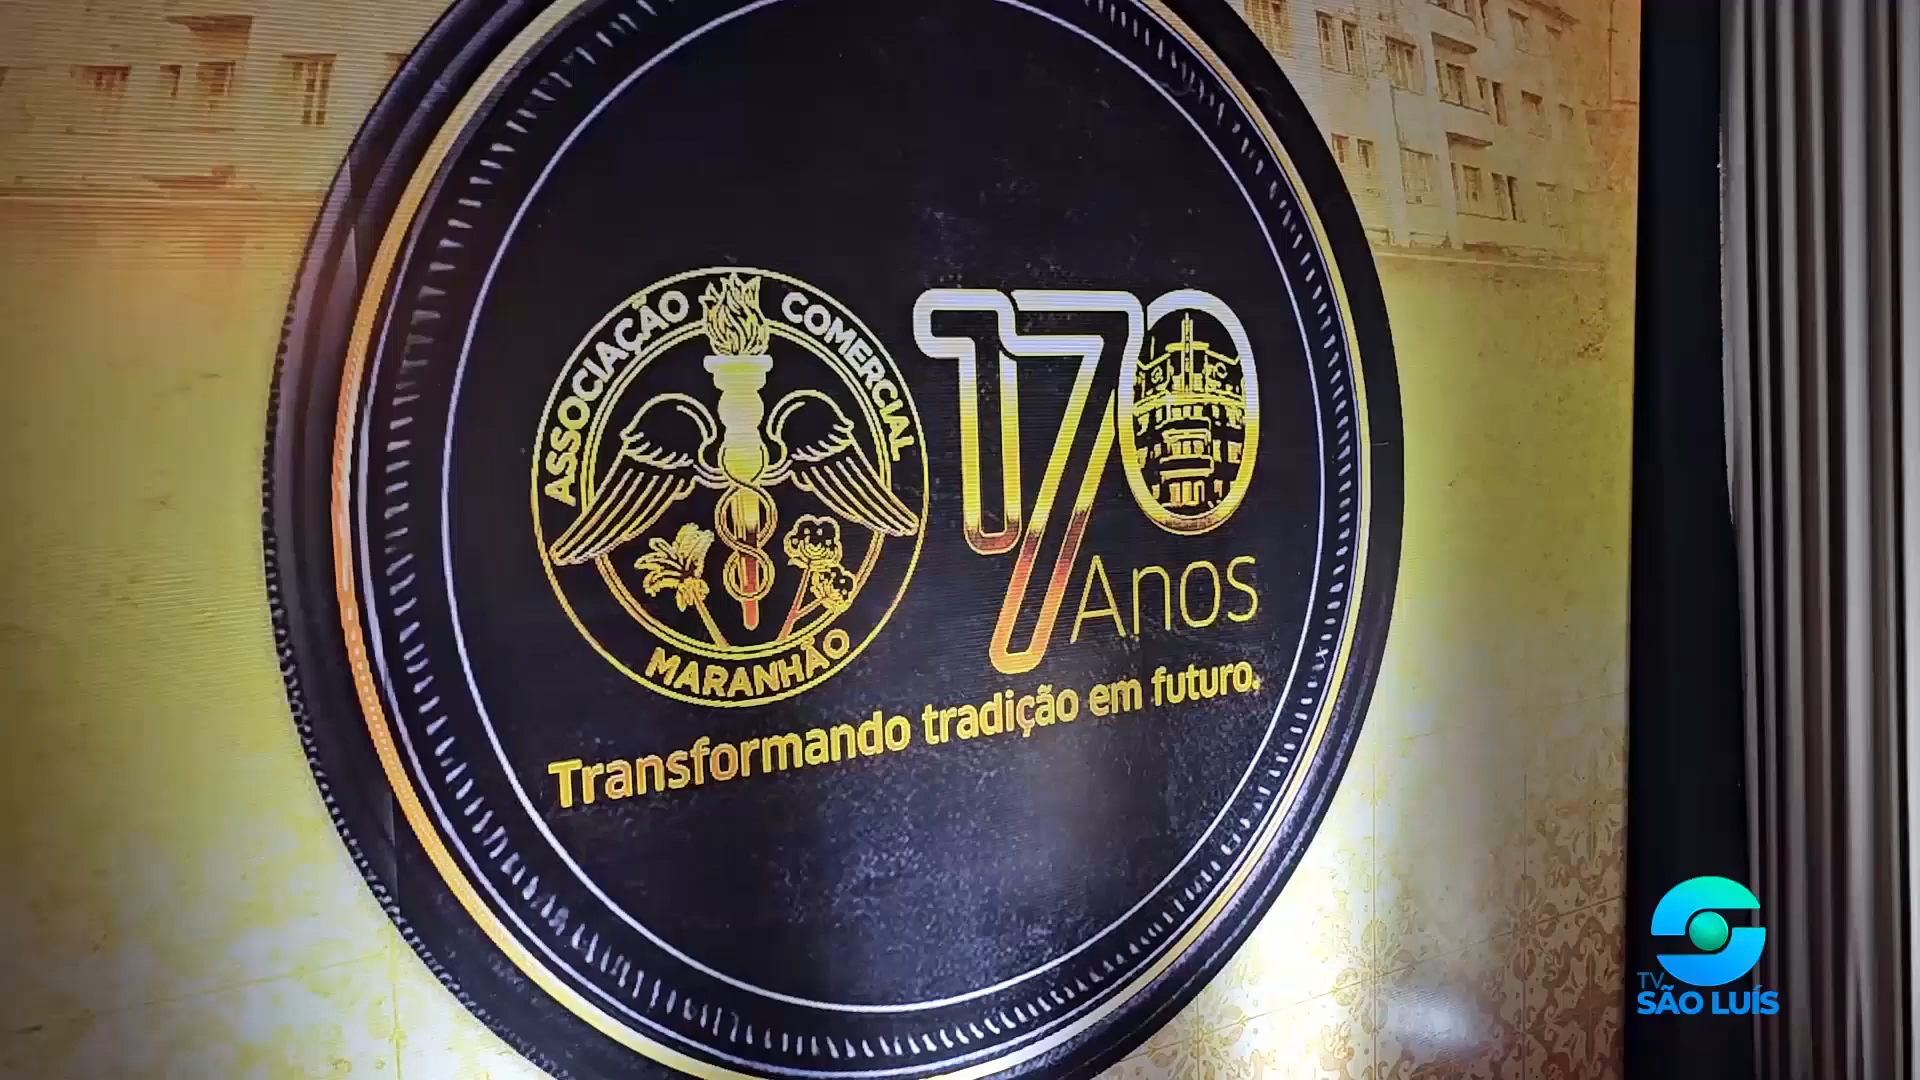 ASSOCIAÇÃO COMERCIAL
MARANHÃO
170
Anos
Transformando tradição em futuro.
TV
SÃO LUÍS